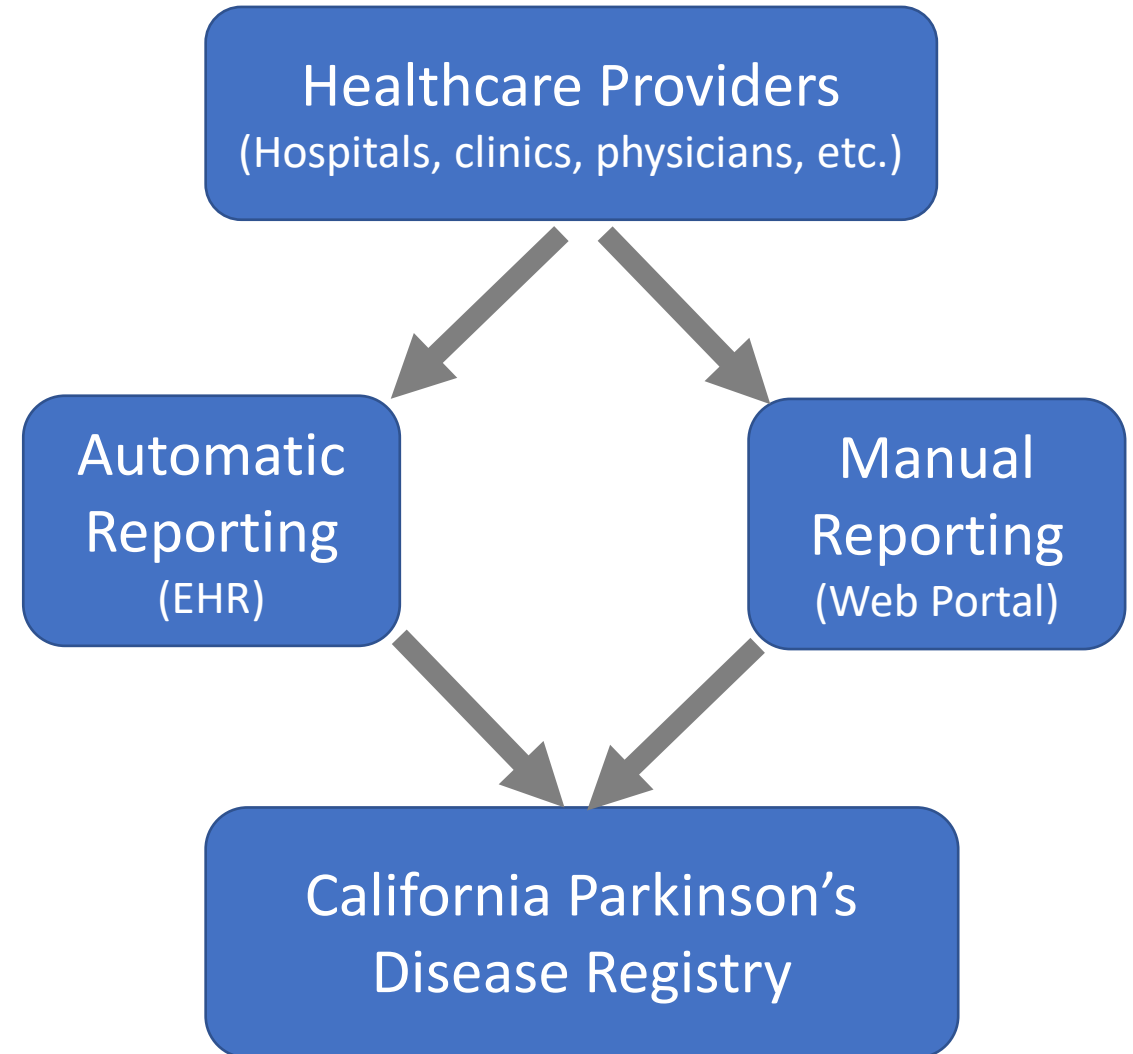 Healthcare Providers
(Hospitals, clinics, physicians, etc.)
Automatic
Reporting
(EHR)
Manual
Reporting
(Web Portal)
California Parkinson’s
Disease Registry